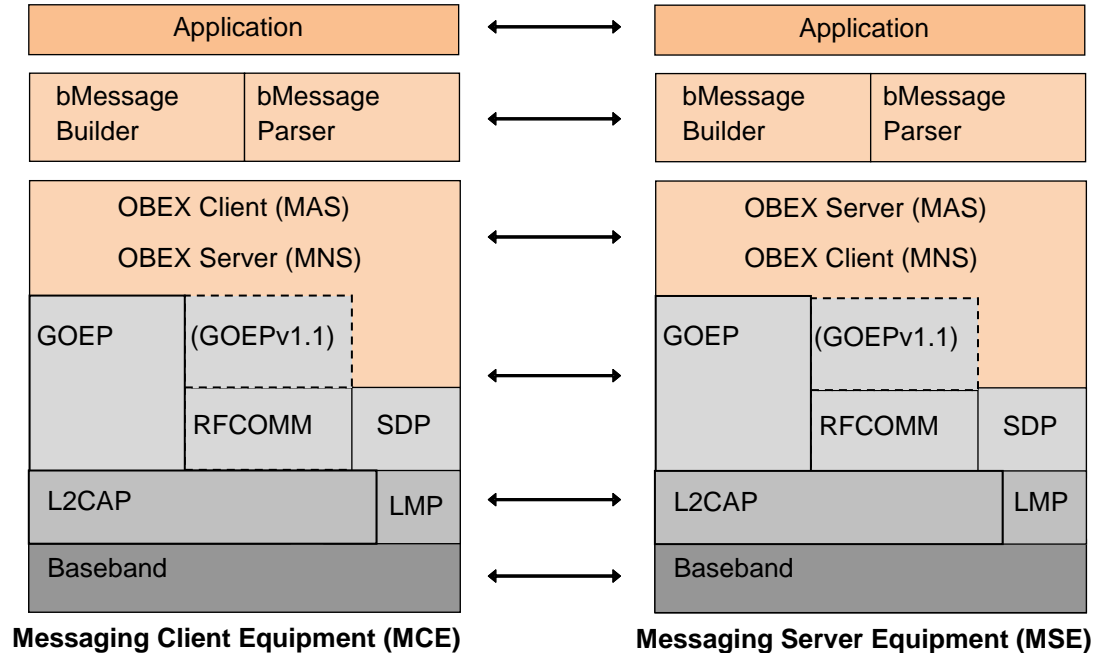 Application
bMessage
Builder
bMessage
Parser
OBEX Client (MAS)
OBEX Server (MNS)
GOEP
(GOEPv1.1)
RFCOMM
SDP
L2CAP
LMP
Baseband
Messaging Client Equipment (MCE)
Application
bMessage
Builder
bMessage
Parser
OBEX Server (MAS)
OBEX Client (MNS)
GOEP
(GOEPv1.1)
RFCOMM
SDP
L2CAP
LMP
Baseband
Messaging Server Equipment (MSE)